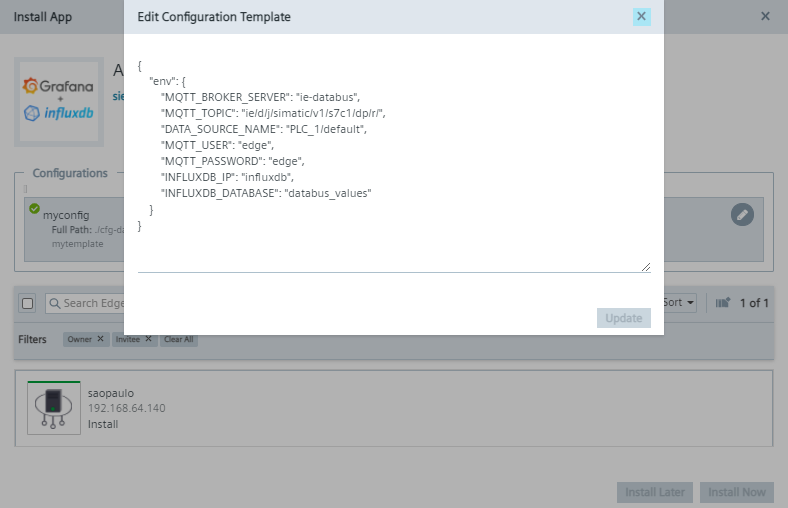 Install App
Edit Configuration Template
{
"env": {
"MQTT_BROKER_SERVER": "ie-databus",
"MQTT_TOPIC": "ie/d/j/simatic/v1/s7c1/dp/r/",
"DATA_SOURCE_NAME": "PLC_1/default",
"MQTT_USER": "edge",
"MQTT_PASSWORD": "edge",
"INFLUXDB_IP": "influxdb",
"INFLUXDB_DATABASE": "databus_values"
}
}
Update
Grafana
+
influxdb
A
sie
Configurations
myconfig
Full Path: ./cfg-da
mytemplate
Search Edge
Sort
1 of 1
Filters
Owner
Invitee
Clear All
saopaulo
192.168.64.140
Install
Install Later
Install Now